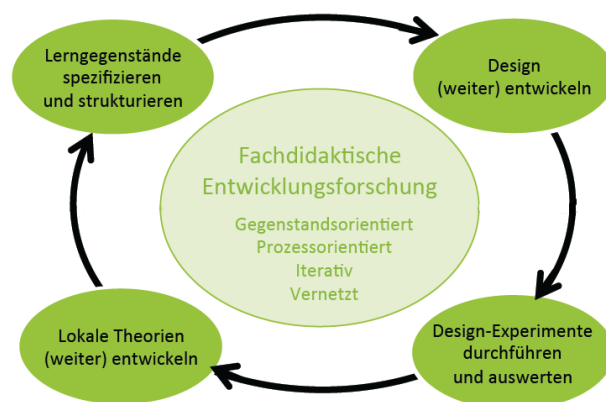 Lerngegenstände
spezifizieren
und strukturieren
Design
(weiter) entwickeln
Fachdidaktische
Entwicklungsforschung
Gegenstandsorientiert
Prozessorientiert
Iterativ
Vernetzt
Lokale Theorien
(weiter) entwickeln
Design-Experimente
durchführen
und auswerten